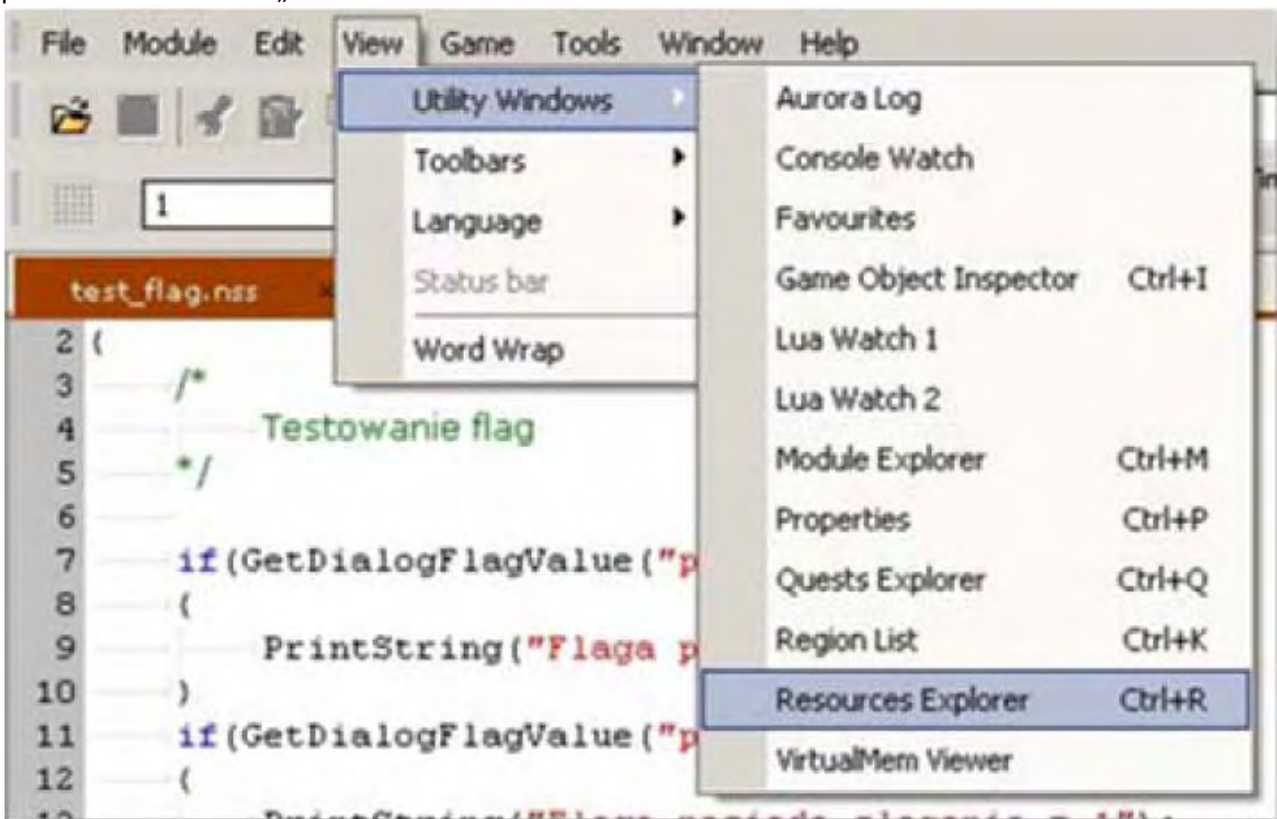 File Module Edit View Game Tools Window Help
Utility Windows
Toolbars
Language
Status bar
Word Wrap
Aurora Log
Console Watch
Favourites
Game Object Inspector Ctrl+I
Lua Watch 1
Lua Watch 2
Module Explorer Ctrl+M
Properties Ctrl+P
Quests Explorer Ctrl+Q
Region List Ctrl+K
Resources Explorer Ctrl+R
VirtualMem Viewer
1
test_flag.nss
2 {
3 /*
4 Testowanie flag
5 */
6
7 if(GetDialogFlagValue("p
8 {
9 PrintString("Flaga p
10 }
11 if(GetDialogFlagValue("p
12 {